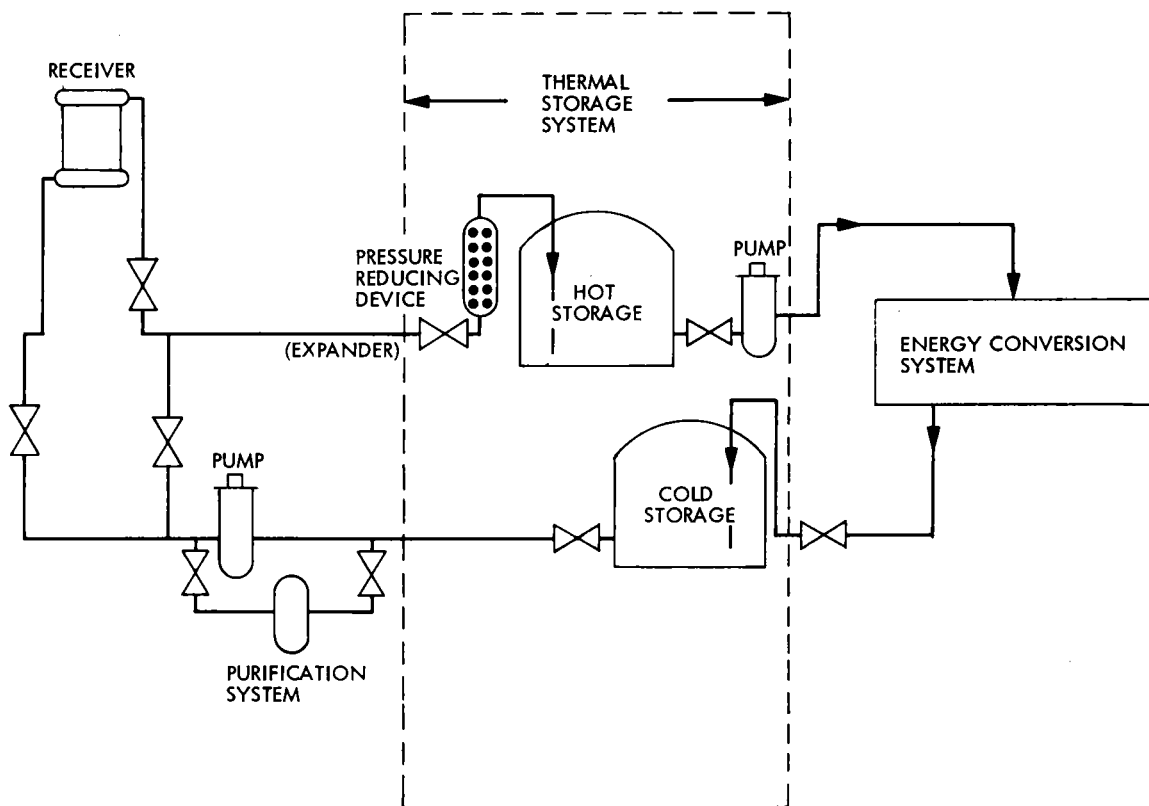 RECEIVER
THERMAL
STORAGE
SYSTEM
PRESSURE
REDUCING
DEVICE
(EXPANDER)
HOT
STORAGE
PUMP
ENERGY CONVERSION
SYSTEM
PUMP
COLD
STORAGE
PURIFICATION
SYSTEM